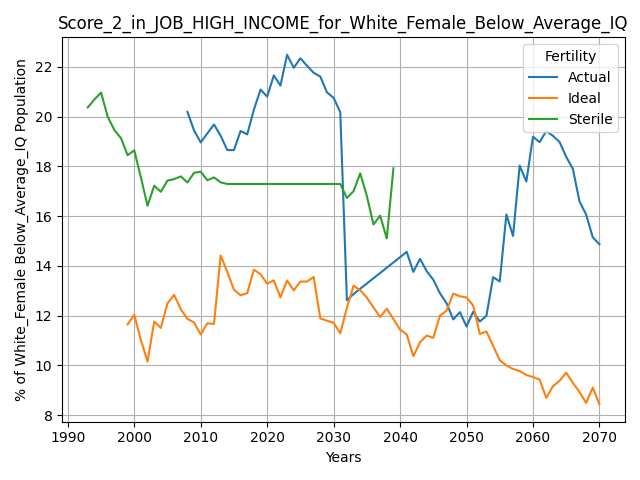 Score_2_in_JOB_HIGH_INCOME_for_White_Female_Below_Average_IQ
% of White_Female Below_Average_IQ Population
22
20
18
16
14
12
10
8
Fertility
Actual
Ideal
Sterile
1990 2000 2010 2020 2030 2040 2050 2060 2070
Years